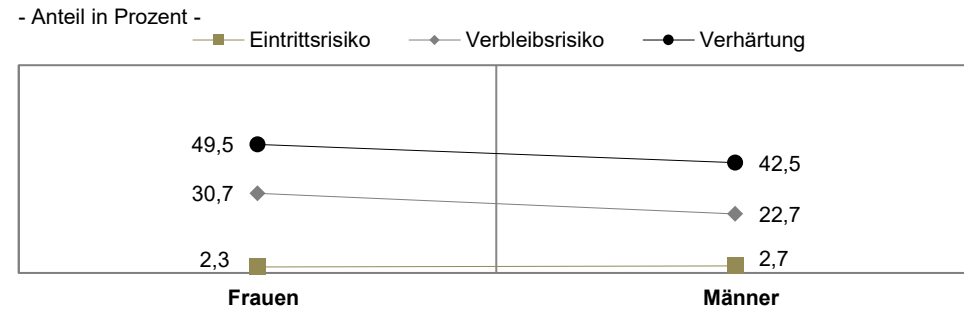 - Anteil in Prozent -
Eintrittsrisiko Verbleibsrisiko Verhärtung
49,5 42,5
30,7 22,7
2,3 2,7
Frauen Männer